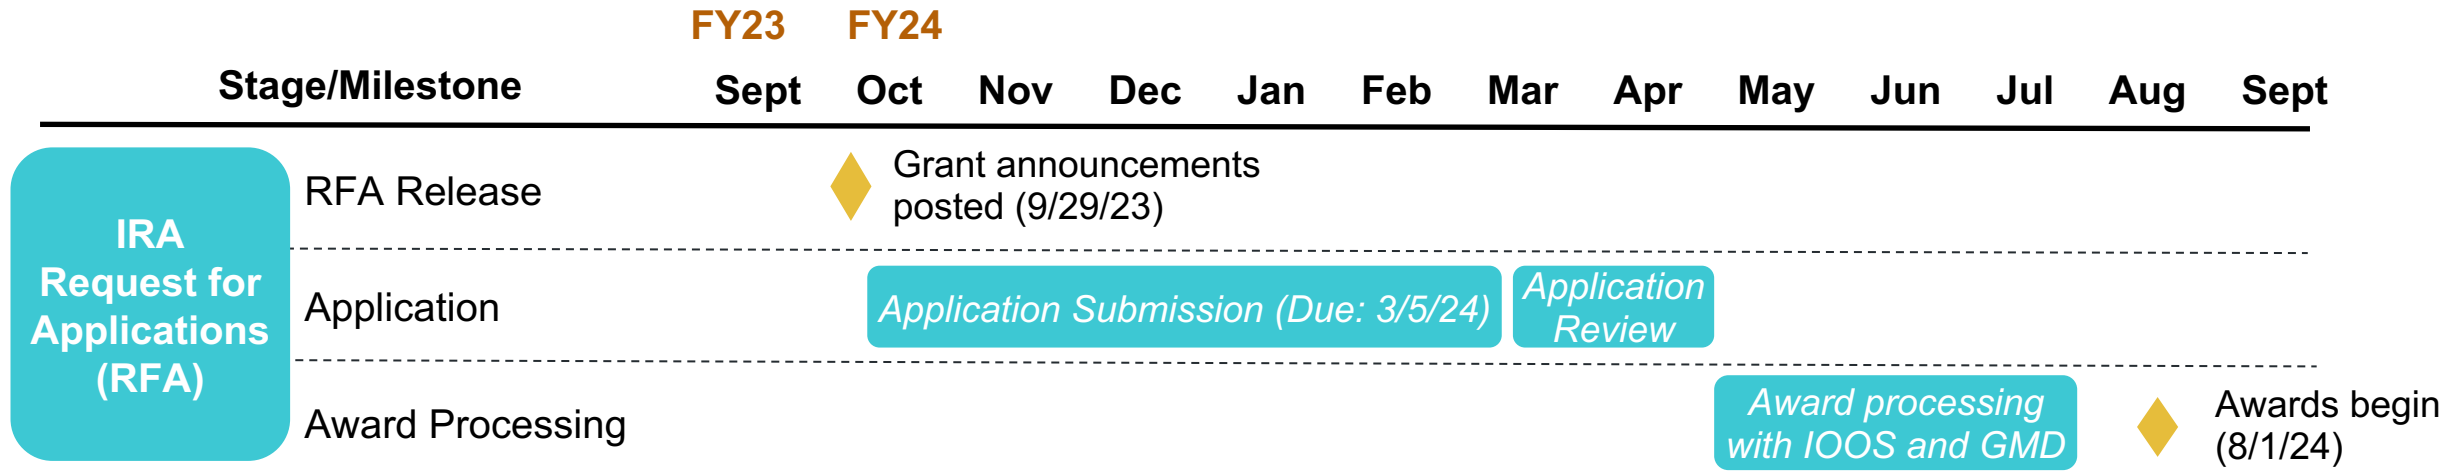 FY23 FY24
Stage/Milestone Sept Oct Nov Dec Jan Feb Mar Apr May Jun Jul Aug Sept
IRA
Request for
Applications
(RFA)
RFA Release
Grant announcements
posted (9/29/23)
Application
Application Submission (Due: 3/5/24)
Application
Review
Award Processing
Award processing
with IOOS and GMD
Awards begin
(8/1/24)